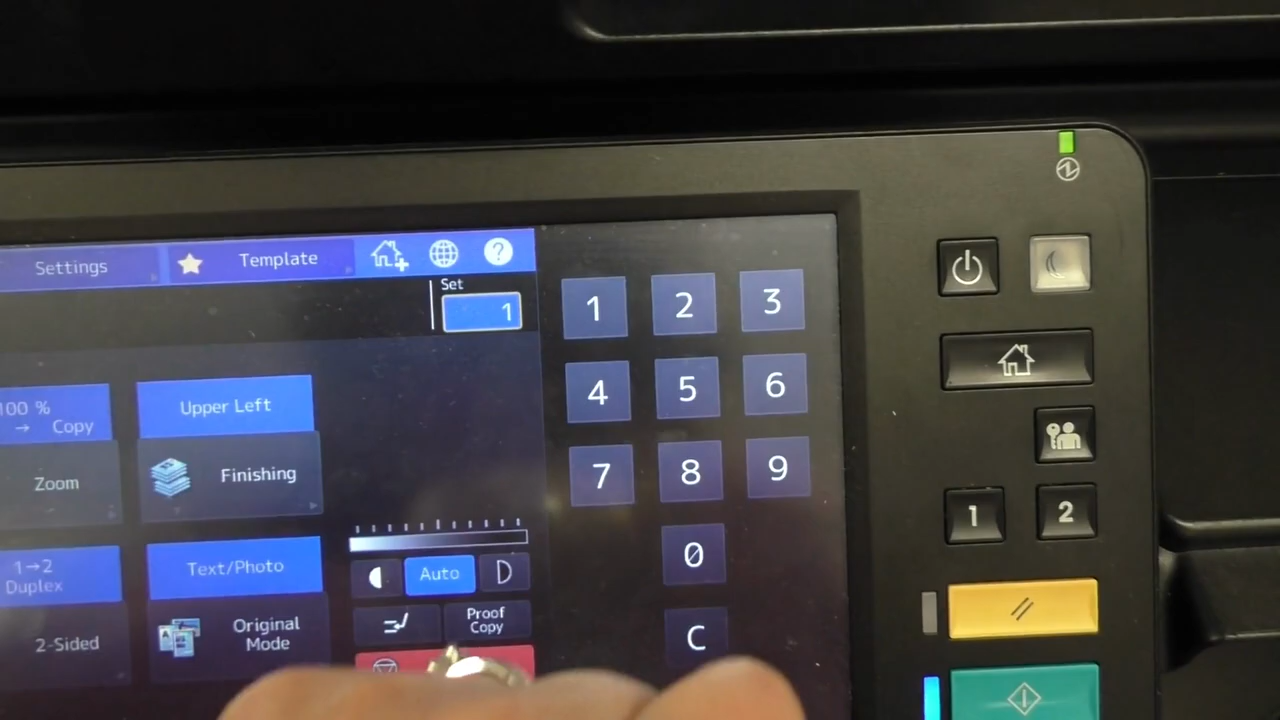 Settings
Template
?
Set
1
100 %
→ Copy
Zoom
Upper Left
Finishing
1→2
Duplex
2-Sided
Text/Photo
Original
Mode
Auto
Proof
Copy
1 2 3
4 5 6
7 8 9
0
C
1 2